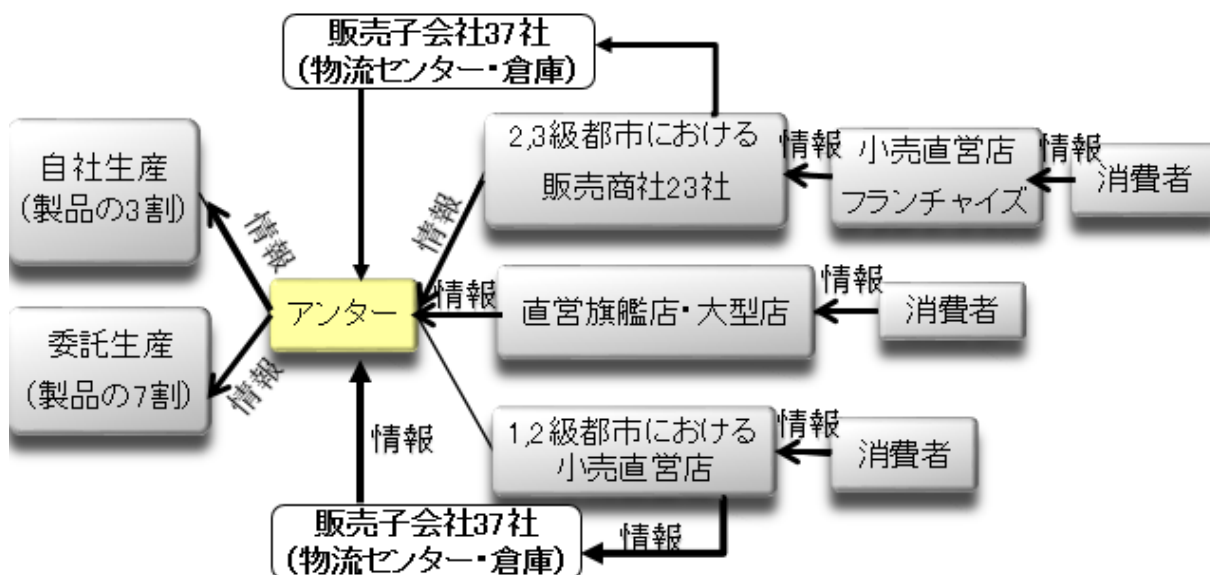 販売子会社37社
(物流センター・倉庫)
自社生産
(製品の3割)
2,3級都市における
販売商社23社
情報
小売直営店
フランチャイズ
情報
消費者
情報
情報
アンター
情報
直営旗艦店・大型店
情報
消費者
委託生産
(製品の7割)
情報
情報
1,2級都市における
小売直営店
情報
消費者
販売子会社37社
(物流センター・倉庫)
情報